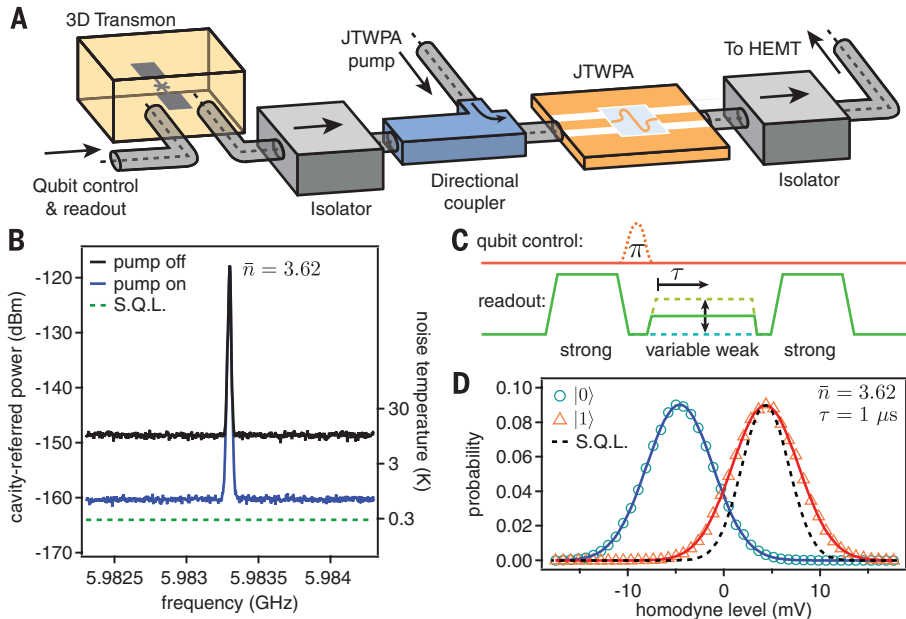 A
3D Transmon
JTWPA
pump
JTWPA
To HEMT
Qubit control
& readout
Isolator
Directional
coupler
Isolator
B
cavity-referred power (dBm)
-120
-130
-140
-150
-160
-170
pump off
pump on
S.Q.L.
n̄ = 3.62
noise temperature (K)
30
3
0.3
5.9825
5.983
5.9835
5.984
frequency (GHz)
C
qubit control:
π
τ
readout:
strong
variable weak
strong
D
probability
0.10
0.08
0.06
0.04
0.02
0.00
|0⟩
|1⟩
S.Q.L.
n̄ = 3.62
τ = 1 μs
-10
0
10
homodyne level (mV)